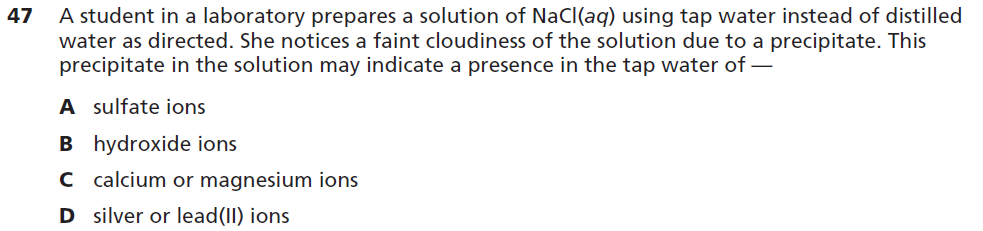 47 A student in a laboratory prepares a solution of NaCl(aq) using tap water instead of distilled
water as directed. She notices a faint cloudiness of the solution due to a precipitate. This
precipitate in the solution may indicate a presence in the tap water of —
A sulfate ions
B hydroxide ions
C calcium or magnesium ions
D silver or lead(II) ions